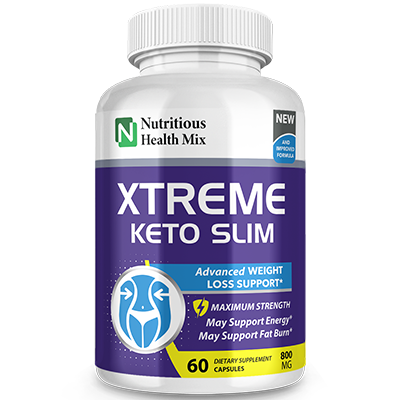 N Nutritious
Health Mix
NEW
AND
IMPROVED
FORMULA
XTREME
KETO SLIM
Advanced WEIGHT
LOSS SUPPORT*
MAXIMUM STRENGTH
May Support Energy*
May Support Fat Burn*
60 DIETARY SUPPLEMENT
CAPSULES
800
MG